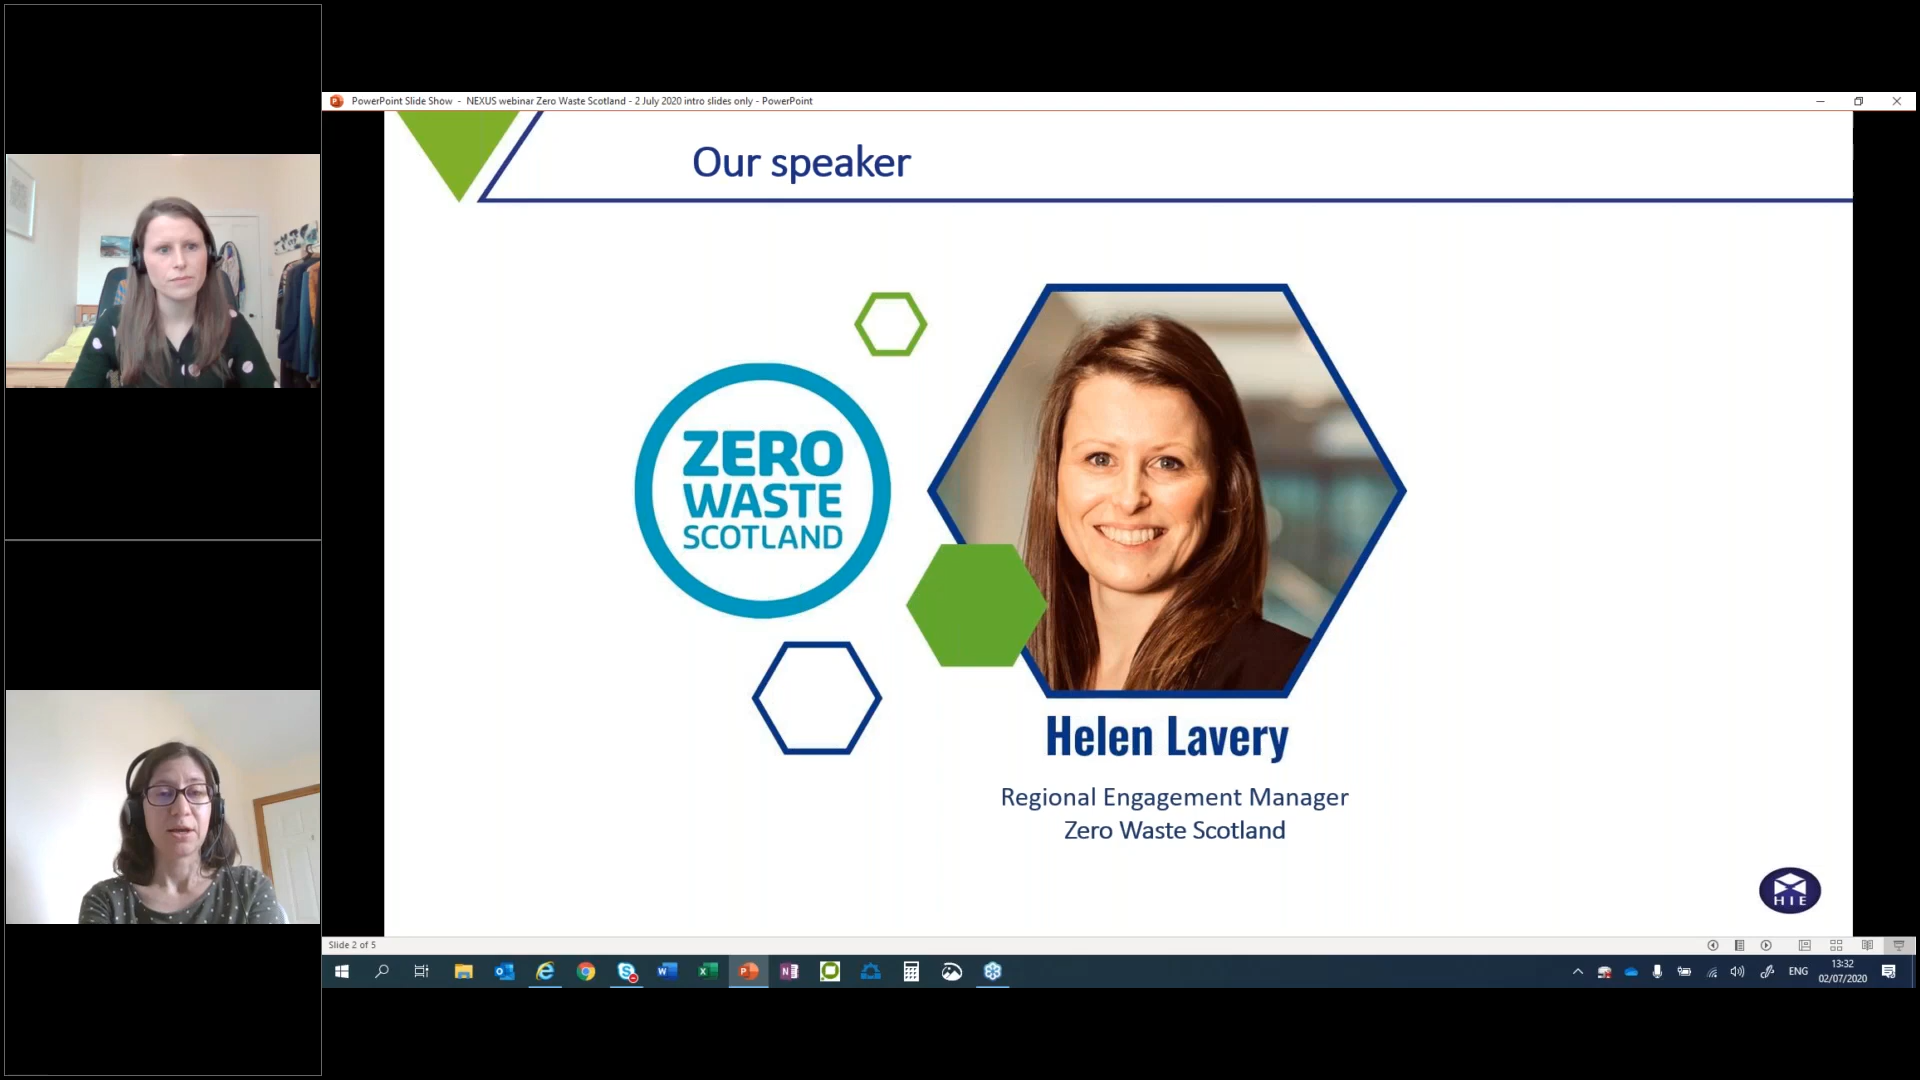 PowerPoint Slide Show - NEXUS webinar Zero Waste Scotland - 2 July 2020 intro slides only - PowerPoint
Our speaker
ZERO
WASTE
SCOTLAND
Helen Lavery
Regional Engagement Manager
Zero Waste Scotland
HIE
Slide 2 of 5
ENG
13:32
02/07/2020